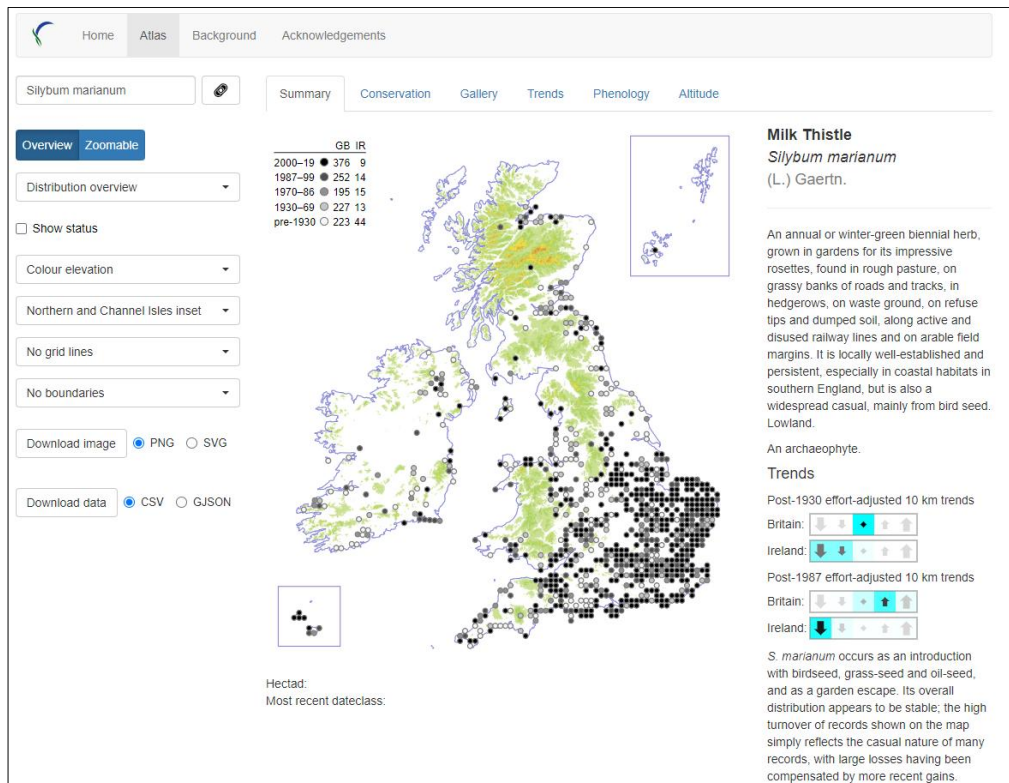 Home Atlas Background Acknowledgements
Silybum marianum
Summary Conservation Gallery Trends Phenology Altitude
Overview Zoomable
Distribution overview
Show status
Colour elevation
Northern and Channel Isles inset
No grid lines
No boundaries
Download image PNG SVG
Download data CSV GJSON
GB IR
2000–19 376 9
1987–99 252 14
1970–86 195 15
1930–69 227 13
pre-1930 223 44
Hectad:
Most recent dateclass:
Milk Thistle
Silybum marianum
(L.) Gaertn.
An annual or winter-green biennial herb,
grown in gardens for its impressive
rosettes, found in rough pasture, on
grassy banks of roads and tracks, in
hedgerows, on waste ground, on refuse
tips and dumped soil, along active and
disused railway lines and on arable field
margins. It is locally well-established and
persistent, especially in coastal habitats in
southern England, but is also a
widespread casual, mainly from bird seed.
Lowland.
An archaeophyte.
Trends
Post-1930 effort-adjusted 10 km trends
Britain:
Ireland:
Post-1987 effort-adjusted 10 km trends
Britain:
Ireland:
S. marianum occurs as an introduction
with birdseed, grass-seed and oil-seed,
and as a garden escape. Its overall
distribution appears to be stable; the high
turnover of records shown on the map
simply reflects the casual nature of many
records, with large losses having been
compensated by more recent gains.